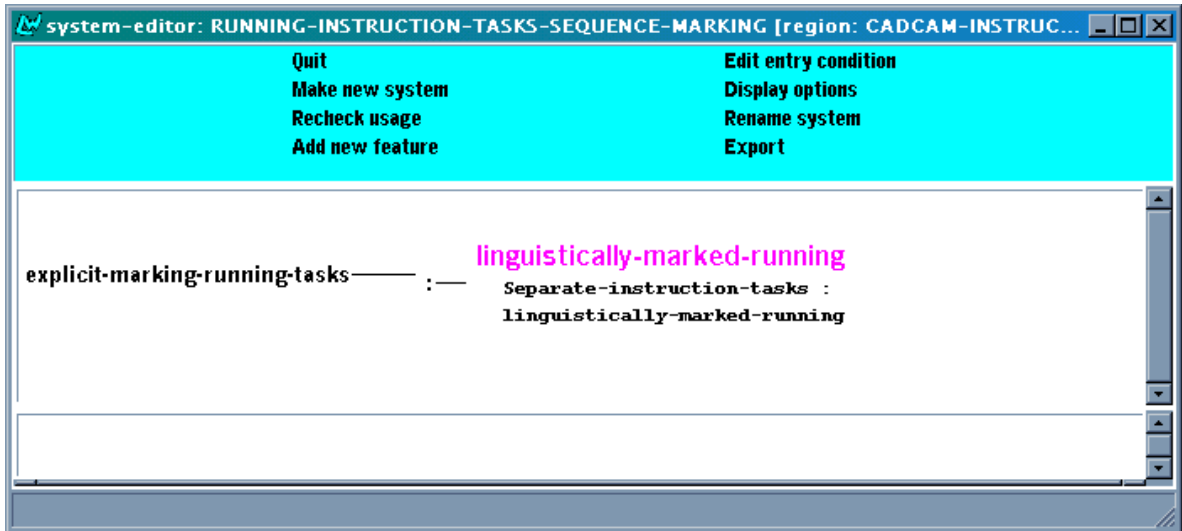 system-editor: RUNNING-INSTRUCTION-TASKS-SEQUENCE-MARKING [region: CADCAM-INSTRUC...
Quit Edit entry condition
Make new system Display options
Recheck usage Rename system
Add new feature Export
linguistically-marked-running
explicit-marking-running-tasks :
Separate-instruction-tasks :
linguistically-marked-running